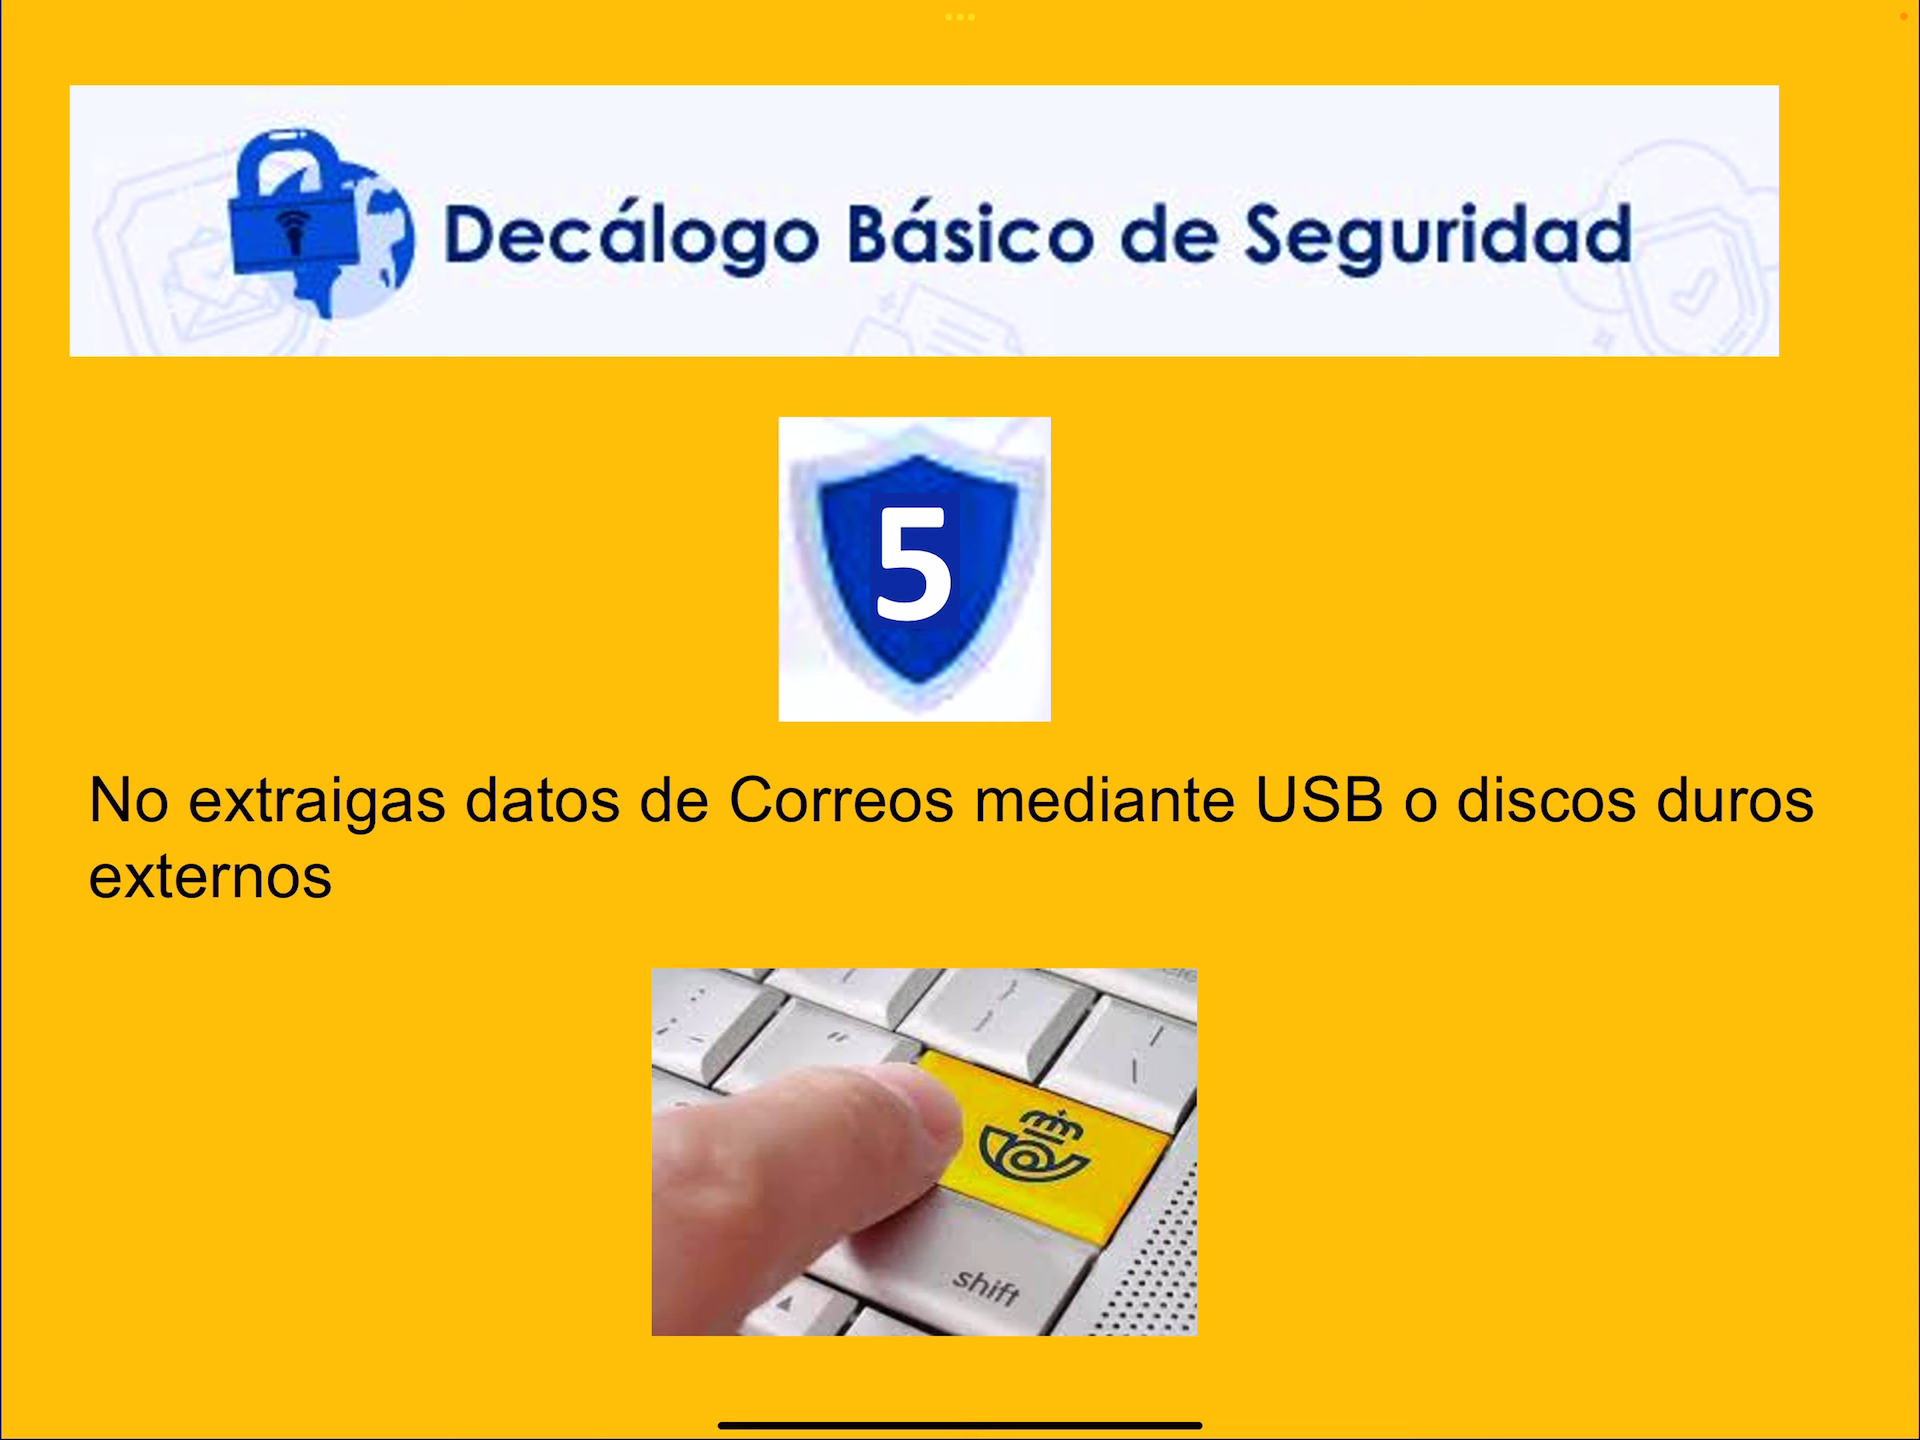 Decálogo Básico de Seguridad
5
No extraigas datos de Correos mediante USB o discos duros
externos
shift